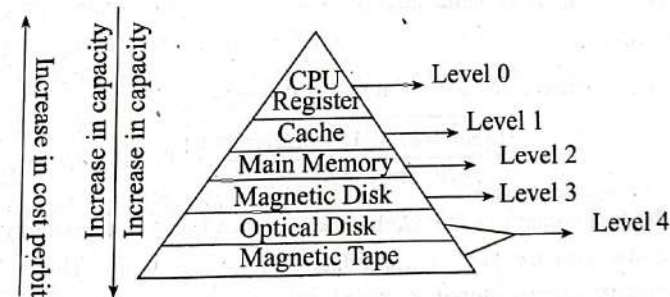 Increase in cost perbit
Increase in capacity
Increase in capacity
CPU
Register
Cache
Main Memory
Magnetic Disk
Optical Disk
Magnetic Tape
Level 0
Level 1
Level 2
Level 3
Level 4